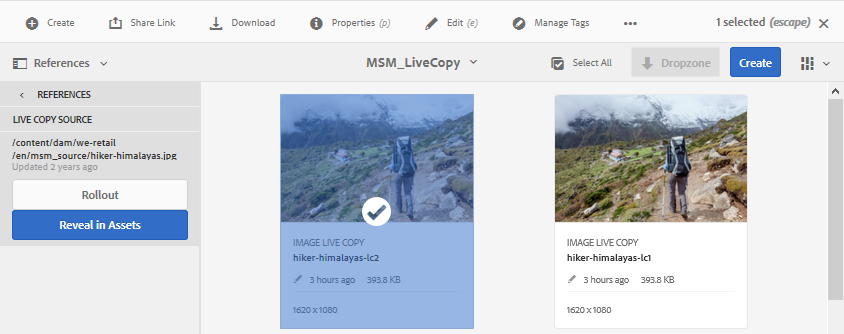 Create Share Link Download Properties (p) Edit (e) Manage Tags ••• 1 selected (escape)
References MSM_LiveCopy Select All Dropzone Create
REFERENCES
LIVE COPY SOURCE
/content/dam/we-retail
/en/msm_source/hiker-himalayas.jpg
Updated 2 years ago
Rollout
Reveal in Assets
IMAGE LIVE COPY
hiker-himalayas-lc2
3 hours ago 393.8 KB
1620 x 1080
IMAGE LIVE COPY
hiker-himalayas-lc1
3 hours ago 393.8 KB
1620 x 1080